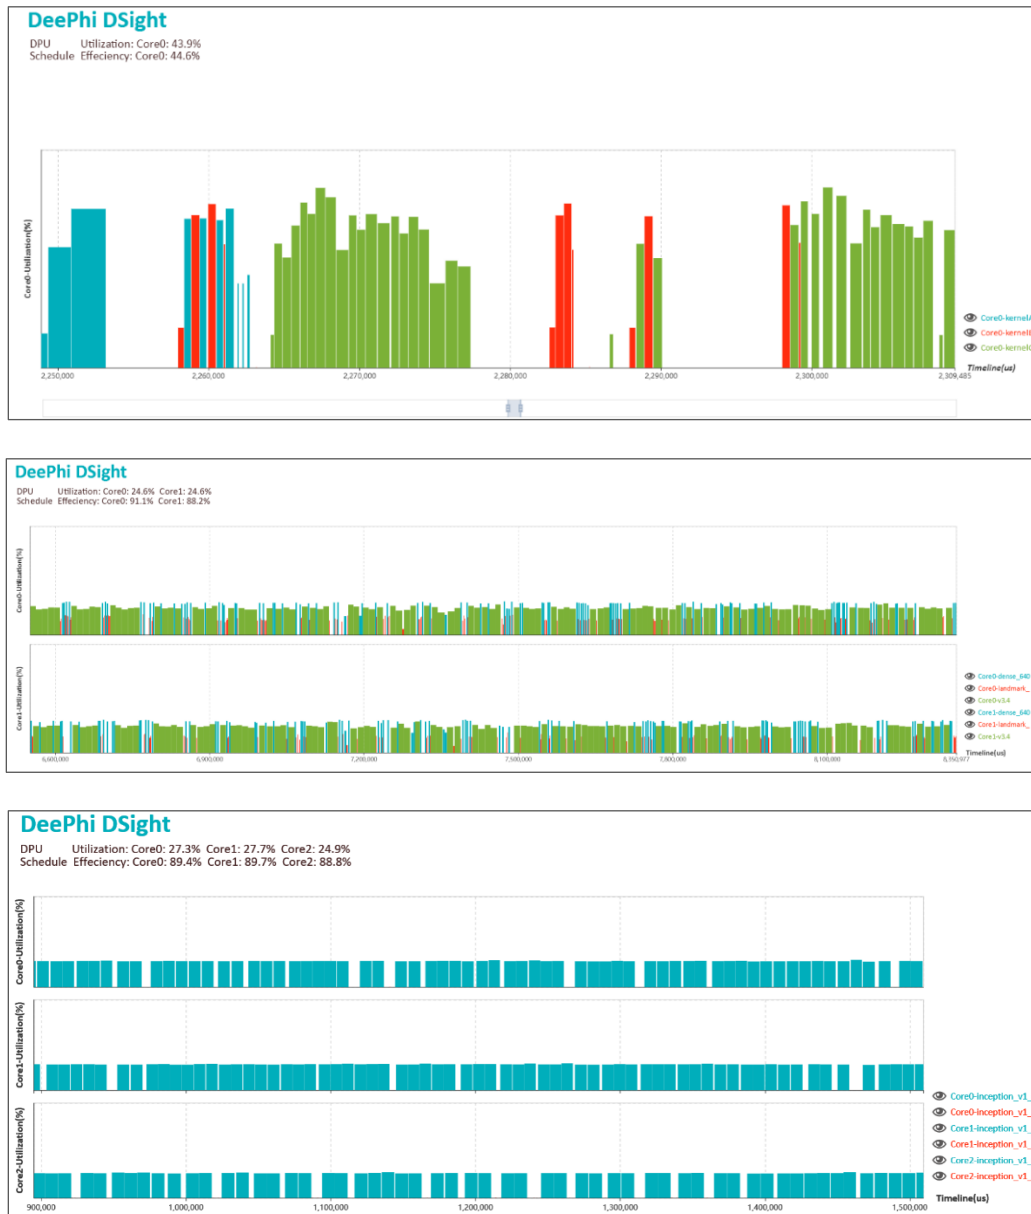 DeePhi DSight
DPU Utilization: Core0: 43.9%
Schedule Effeciency: Core0: 44.6%
Core0-Utilization(%)
Core0-kernelA
Core0-kernelB
Core0-kernelC
Timeline(us)
2,250,000 2,260,000 2,270,000 2,280,000 2,290,000 2,300,000 2,309,485
DeePhi DSight
DPU Utilization: Core0: 24.6% Core1: 24.6%
Schedule Effeciency: Core0: 91.1% Core1: 88.2%
Core0-Utilization(%)
Core1-Utilization(%)
Core0-dense_640
Core0-landmark_
Core0-v3.4
Core1-dense_640
Core1-landmark_
Core1-v3.4
Timeline(us)
6,600,000 6,900,000 7,200,000 7,500,000 7,800,000 8,100,000 8,350,977
DeePhi DSight
DPU Utilization: Core0: 27.3% Core1: 27.7% Core2: 24.9%
Schedule Effeciency: Core0: 89.4% Core1: 89.7% Core2: 88.8%
Core0-Utilization(%)
Core1-Utilization(%)
Core2-Utilization(%)
Core0-inception_v1_
Core0-inception_v1_
Core1-inception_v1_
Core1-inception_v1_
Core2-inception_v1_
Core2-inception_v1_
Timeline(us)
900,000 1,000,000 1,100,000 1,200,000 1,300,000 1,400,000 1,500,000